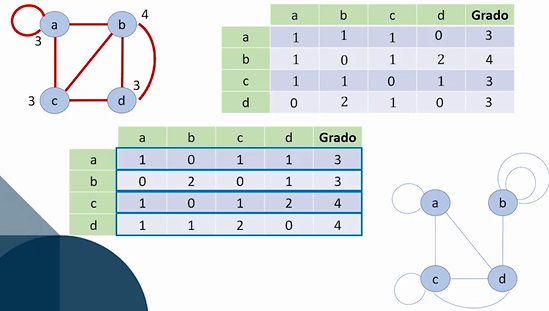 a b 4
3
3 c d 3
a b c d Grado
a 1 1 1 0 3
b 1 0 1 2 4
c 1 1 0 1 3
d 0 2 1 0 3
a b c d Grado
a 1 0 1 1 3
b 0 2 0 1 3
c 1 0 1 2 4
d 1 1 2 0 4
a b
c d